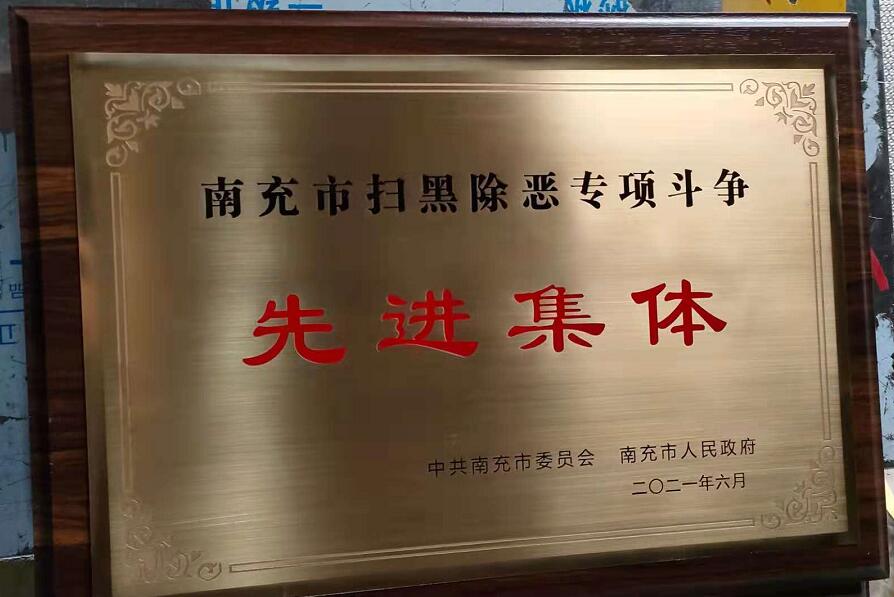 南充市扫黑除恶专项斗争
先进集体
中共南充市委员会 南充市人民政府
二〇二一年六月